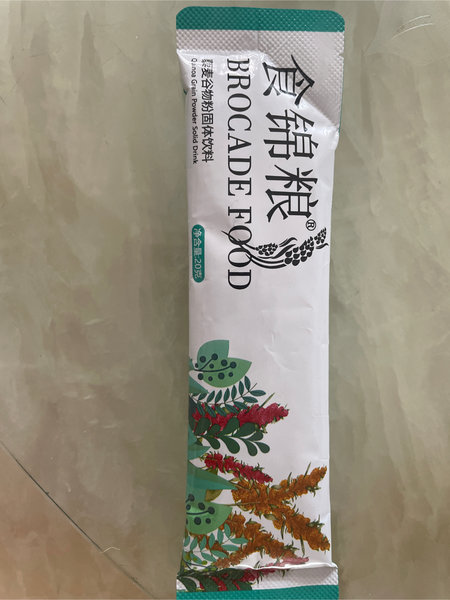 食锦粮®
BROCADE FOOD
藜麦谷物粉固体饮料
Quinoa Grain Powder Solid Drink
净含量:20克